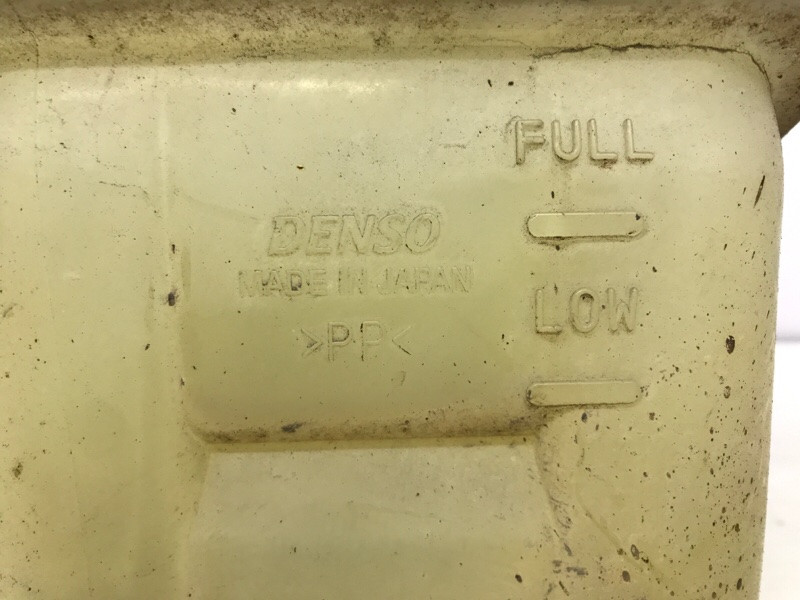 FULL
DENSO
MADE IN JAPAN
LOW
>PP<